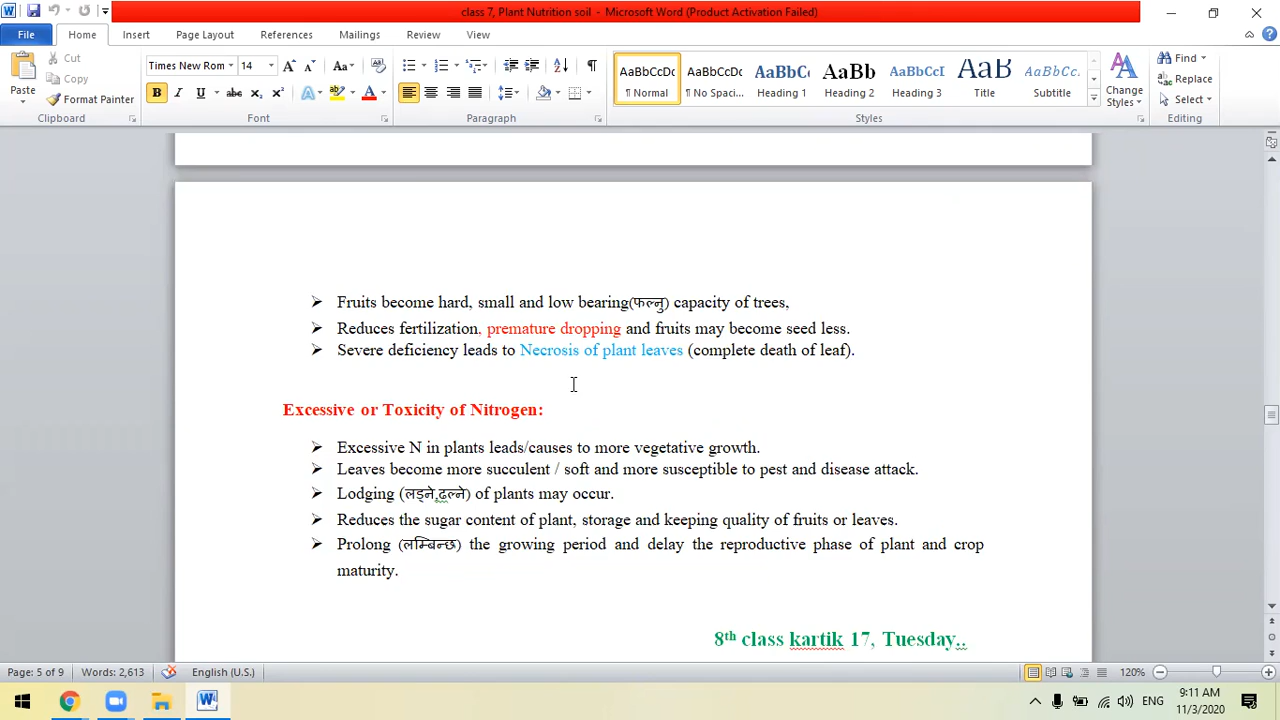 class 7, Plant Nutrition soil - Microsoft Word (Product Activation Failed)
File Home Insert Page Layout References Mailings Review View
Cut
Copy
Format Painter
Paste
Times New Rom 14
Aa
B I U abc x₂ x² A A
AaBbCcDc AaBbCcDc AaBbC AaBb AaBbCcI AaB AaBbCc.
¶ Normal ¶ No Spaci... Heading 1 Heading 2 Heading 3 Title Subtitle
Change Styles
Find
Replace
Select
Clipboard Font Paragraph Styles Editing
Fruits become hard, small and low bearing(फल्नु) capacity of trees,
Reduces fertilization, premature dropping and fruits may become seed less.
Severe deficiency leads to Necrosis of plant leaves (complete death of leaf).
Excessive or Toxicity of Nitrogen:
Excessive N in plants leads/causes to more vegetative growth.
Leaves become more succulent / soft and more susceptible to pest and disease attack.
Lodging (लड्ने,ढल्ने) of plants may occur.
Reduces the sugar content of plant, storage and keeping quality of fruits or leaves.
Prolong (लम्बिन्छ) the growing period and delay the reproductive phase of plant and crop
maturity.
8th class kartik 17, Tuesday..
Page: 5 of 9 Words: 2,613 English (U.S.) 120%
ENG 9:11 AM
11/3/2020